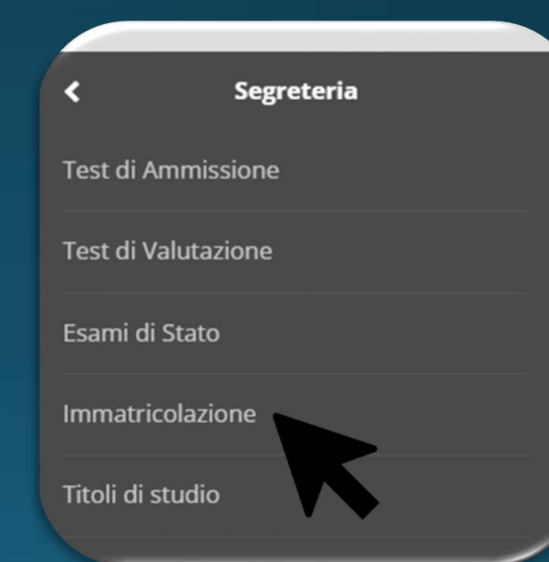 Segreteria
Test di Ammissione
Test di Valutazione
Esami di Stato
Immatricolazione
Titoli di studio